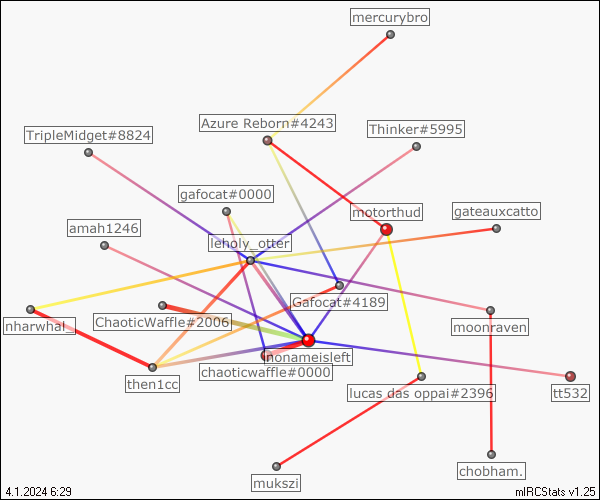 mercurybro
Azure Reborn#4243
Thinker#5995
TripleMidget#8824
gafocat#0000
motorthud
gateauxcatto
amah1246
leholy_otter
Gafocat#4189
ChaoticWaffle#2006
nharwhal_
moonraven
nonameisleft
chaoticwaffle#0000
then1cc
lucas das oppai#2396
tt532
chobham.
mukszi
4.1.2024 6:29
mIRCStats v1.25